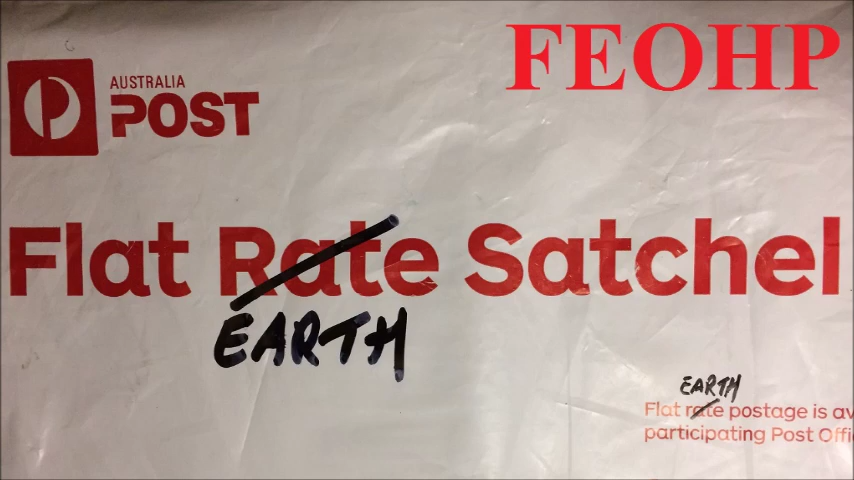 FEOHP
AUSTRALIA
POST
Flat Rate Satchel
EARTH
EARTH
Flat rate postage is av
participating Post Offi